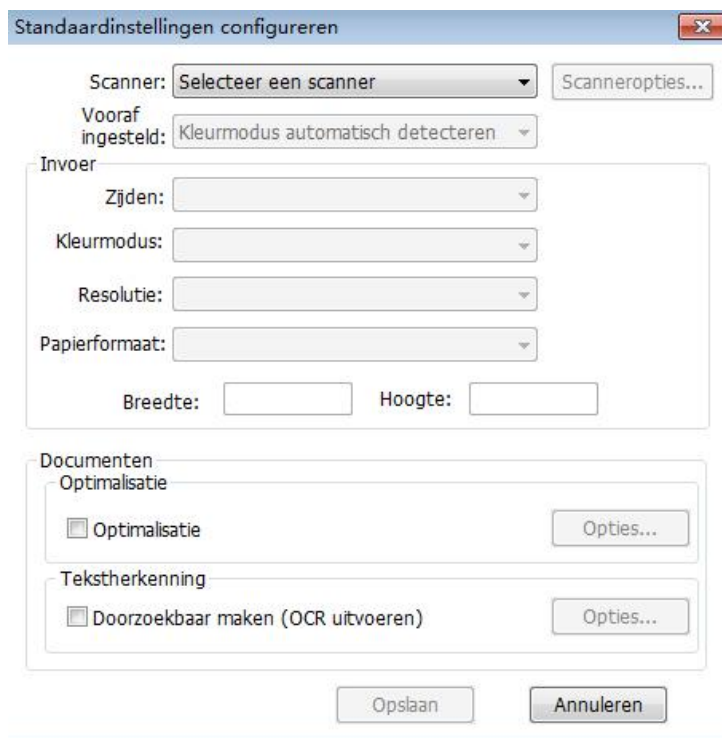 Standaardinstellingen configureren
Scanner: Selecteer een scanner Scanneropties...
Vooraf
ingesteld: Kleurmodus automatisch detecteren
Invoer
Zijden:
Kleurmodus:
Resolutie:
Papierformaat:
Breedte: Hoogte:
Documenten
Optimalisatie
Optimalisatie Opties...
Tekstherkenning
Doorzoekbaar maken (OCR uitvoeren) Opties...
Opslaan Annuleren